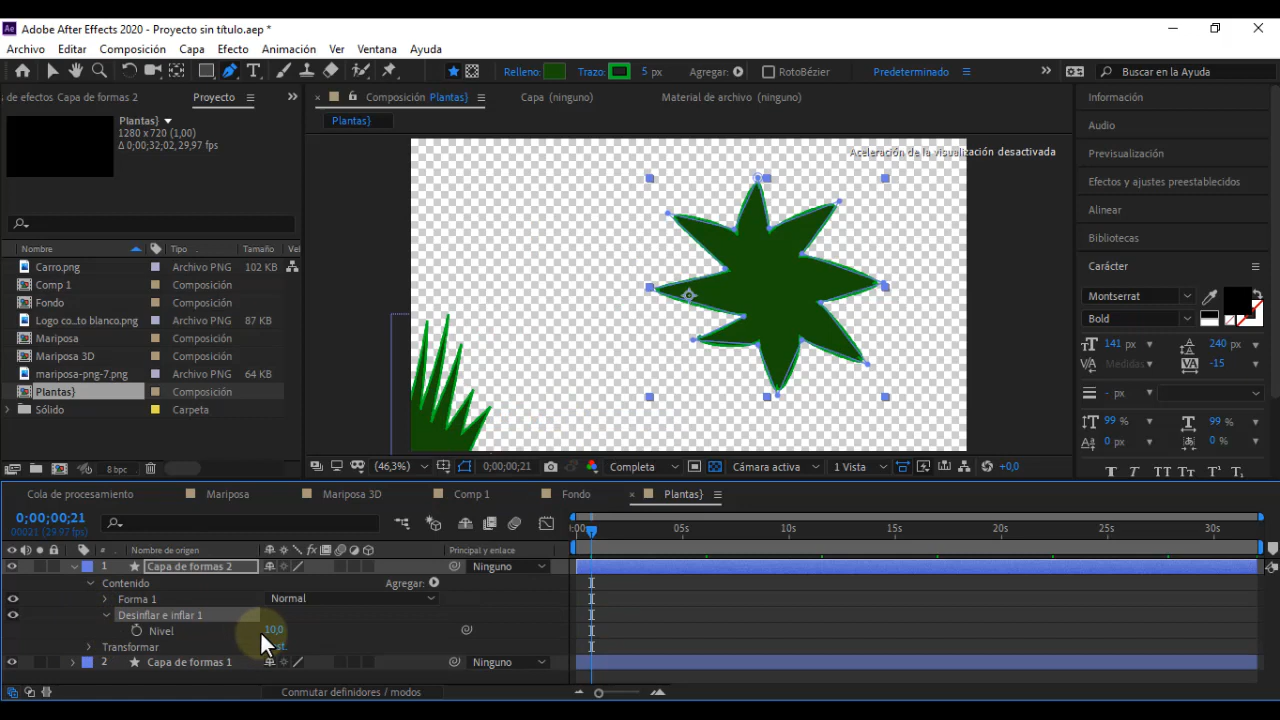 Adobe After Effects 2020 - Proyecto sin título.aep *
Archivo Editar Composición Capa Efecto Animación Ver Ventana Ayuda
Relleno: Trazo: 5 px Agregar: RotoBézier Predeterminado Buscar en la Ayuda
de efectos Capa de formas 2 Proyecto
Composición Plantas} Capa (ninguno) Material de archivo (ninguno)
Plantas}
Plantas}
1280 x 720 (1,00)
Δ 0;00;32;02, 29,97 fps
Aceleración de la visualización desactivada
Nombre Tipo Tamaño Vel
Carro.png Archivo PNG 102 KB
Comp 1 Composición
Fondo Composición
Logo co...to blanco.png Archivo PNG 87 KB
Mariposa Composición
Mariposa 3D Composición
mariposa-png-7.png Archivo PNG 64 KB
Plantas} Composición
Sólido Carpeta
8 bpc
(46,3%) 0;00;00;21 Completa Cámara activa 1 Vista +0,0
Información
Audio
Previsualización
Efectos y ajustes preestablecidos
Alinear
Bibliotecas
Carácter
Montserrat
Bold
141 px 240 px
Medidas -15
- px
99 % 99 %
0 px 0 %
T T TT Tr T¹ T₁
Cola de procesamiento Mariposa Mariposa 3D Comp 1 Fondo Plantas}
0;00;00;21
00021 (29.97 fps)
:00s 05s 10s 15s 20s 25s 30s
# Nombre de origen fx Principal y enlace
1 Capa de formas 2 Ninguno
Contenido Agregar:
Forma 1 Normal
Desinflar e inflar 1
Nivel 10,0
Transformar st.
2 Capa de formas 1 Ninguno
Conmutar definidores / modos